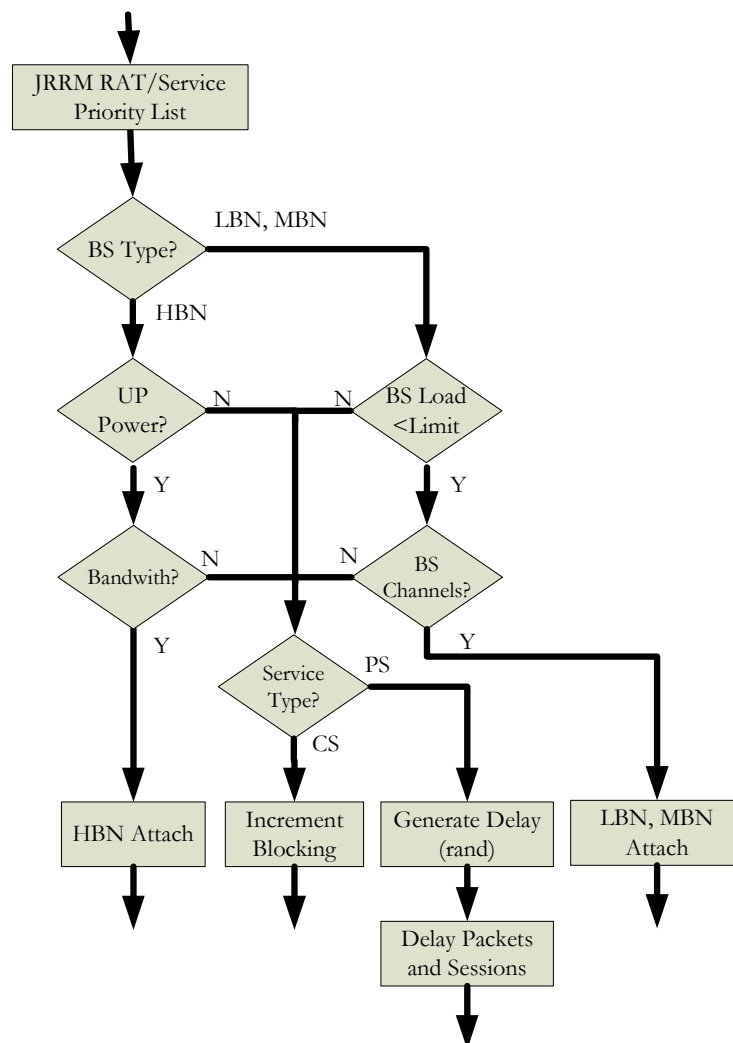 JRRM RAT/Service
Priority List
LBN, MBN
BS Type?
HBN
UP
Power?
N
N
BS Load
<Limit
Y
Y
Bandwith?
N
N
BS
Channels?
Y
Y
Service
Type?
PS
CS
HBN Attach
Increment
Blocking
Generate Delay
(rand)
LBN, MBN
Attach
Delay Packets
and Sessions